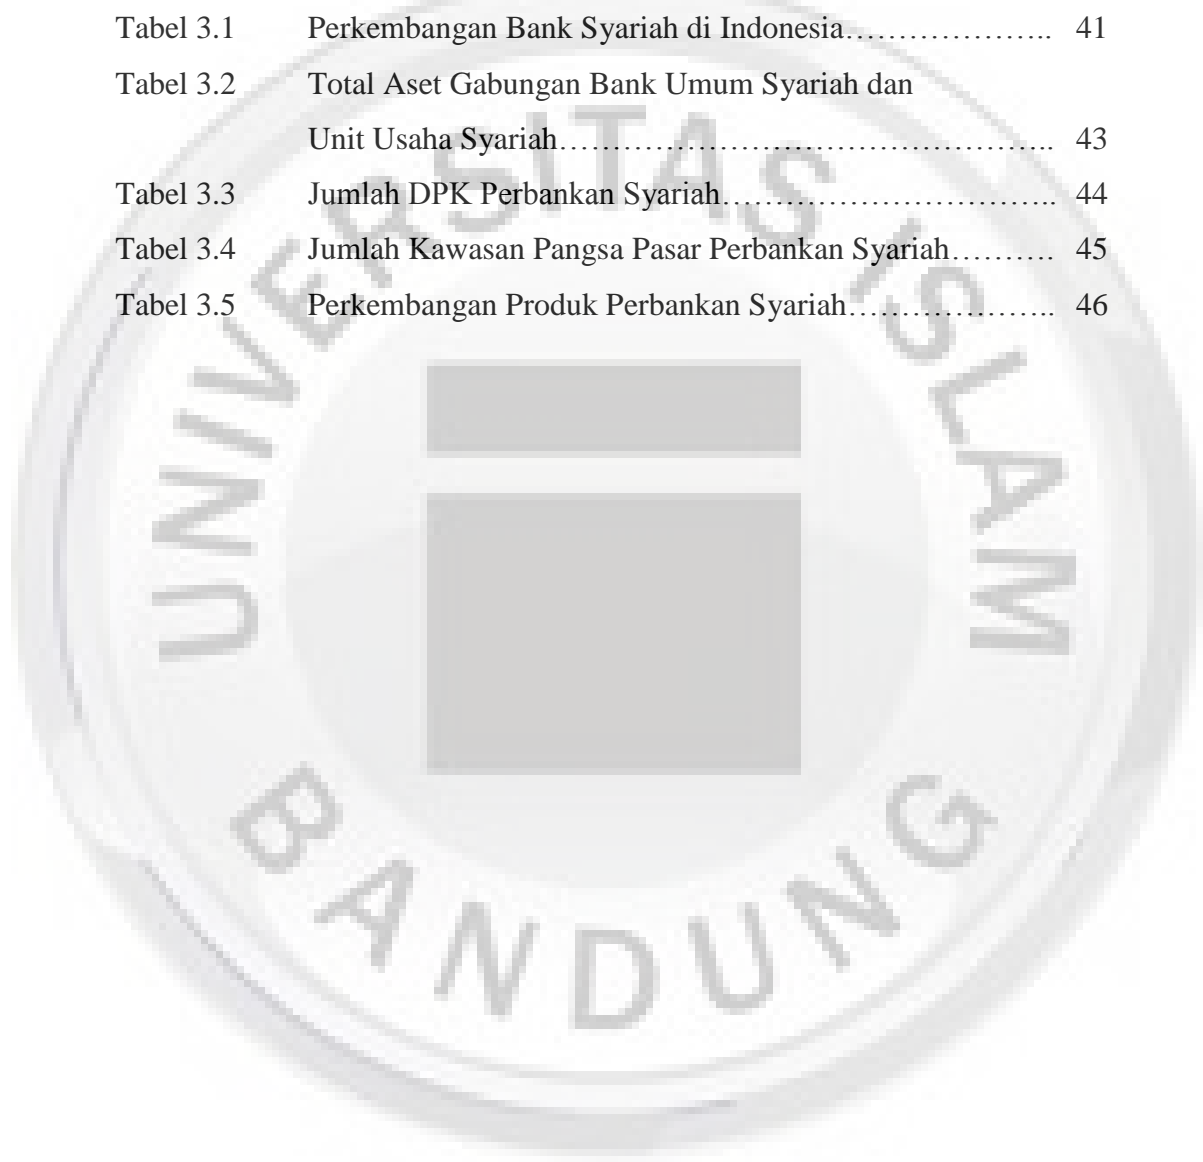 Tabel 3.1 Perkembangan Bank Syariah di Indonesia……………….. 41
Tabel 3.2 Total Aset Gabungan Bank Umum Syariah dan
Unit Usaha Syariah……………………………………….. 43
Tabel 3.3 Jumlah DPK Perbankan Syariah………………………….. 44
Tabel 3.4 Jumlah Kawasan Pangsa Pasar Perbankan Syariah………. 45
Tabel 3.5 Perkembangan Produk Perbankan Syariah……………….. 46
UNIVERSITAS ISLAM
BANDUNG